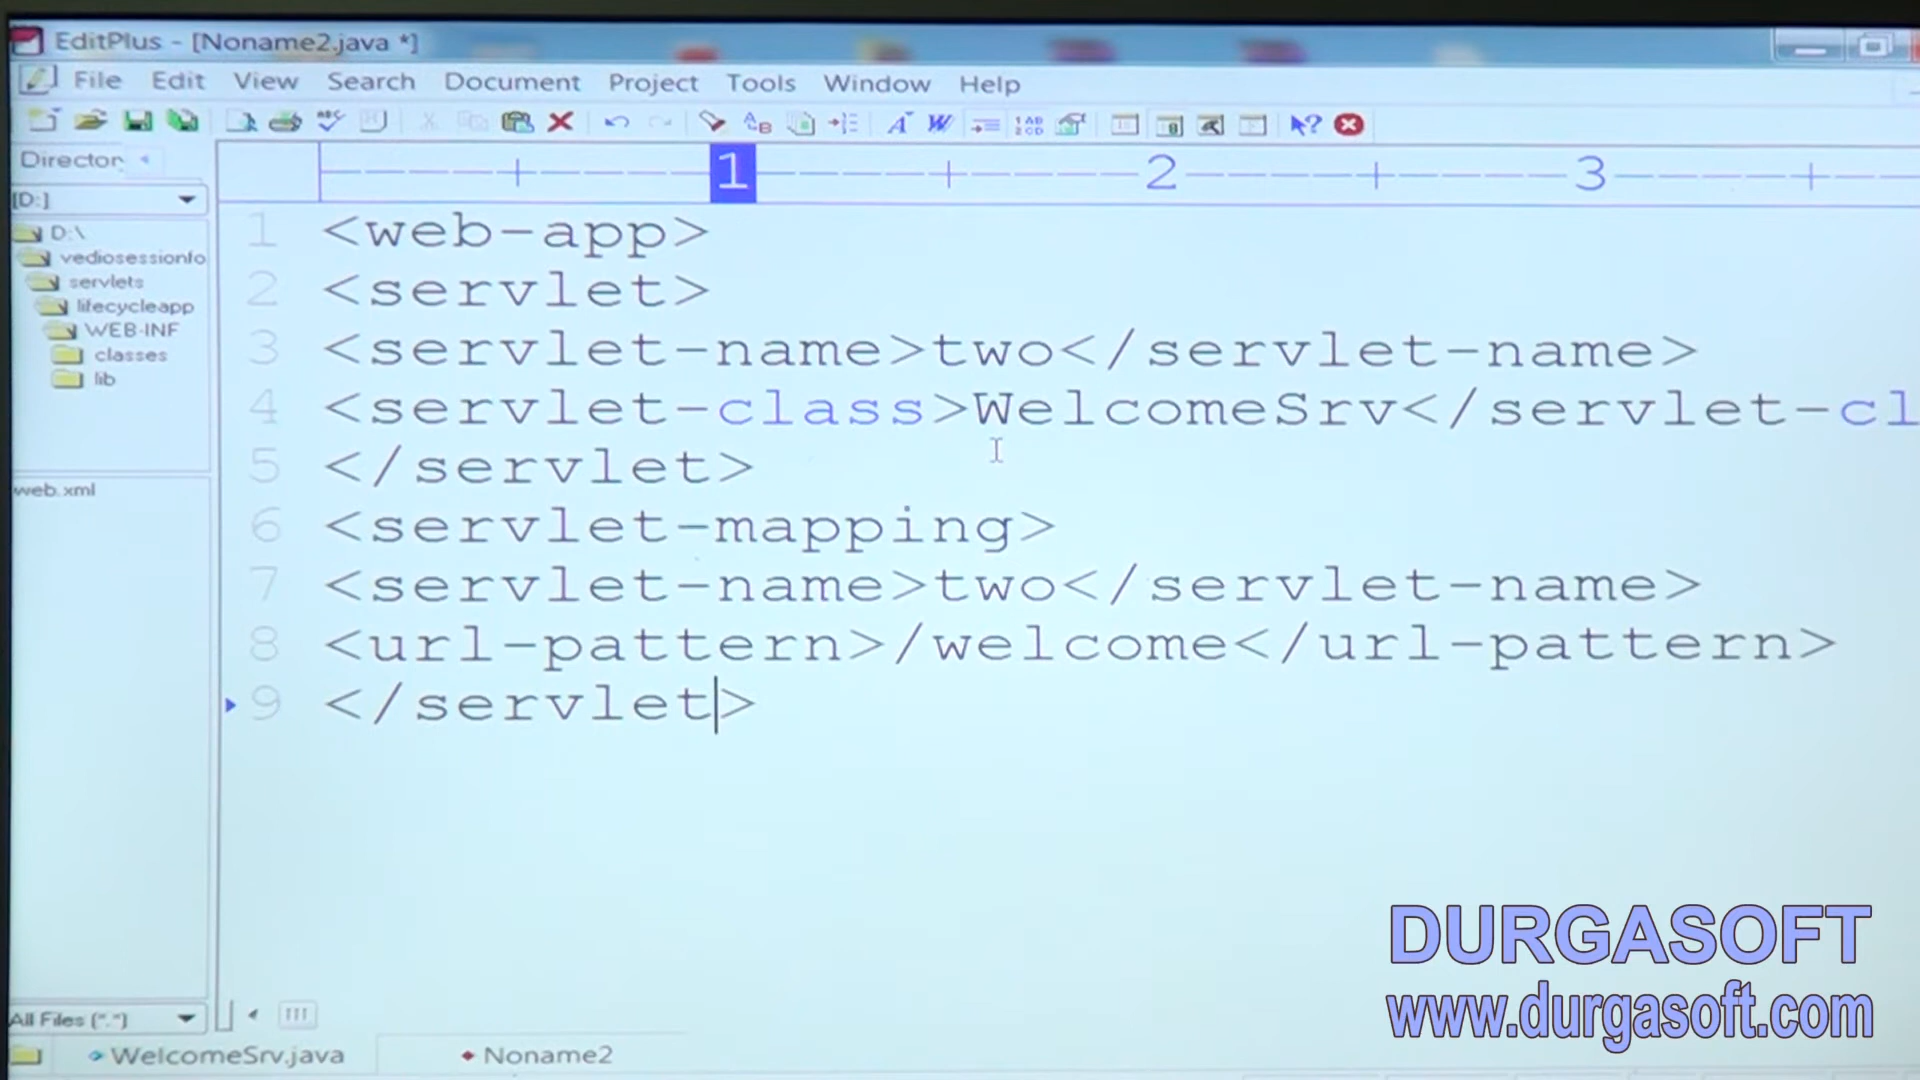 EditPlus - [Noname2.java *]
File Edit View Search Document Project Tools Window Help
Director
[D:]
D:\
vediosessionfo
servlets
lifecycleapp
WEB-INF
classes
lib
web.xml
All Files (*.*)
1 2 3
1 <web-app>
2 <servlet>
3 <servlet-name>two</servlet-name>
4 <servlet-class>WelcomeSrv</servlet-cl
5 </servlet>
6 <servlet-mapping>
7 <servlet-name>two</servlet-name>
8 <url-pattern>/welcome</url-pattern>
9 </servlet>
WelcomeSrv.java Noname2
DURGASOFT
www.durgasoft.com